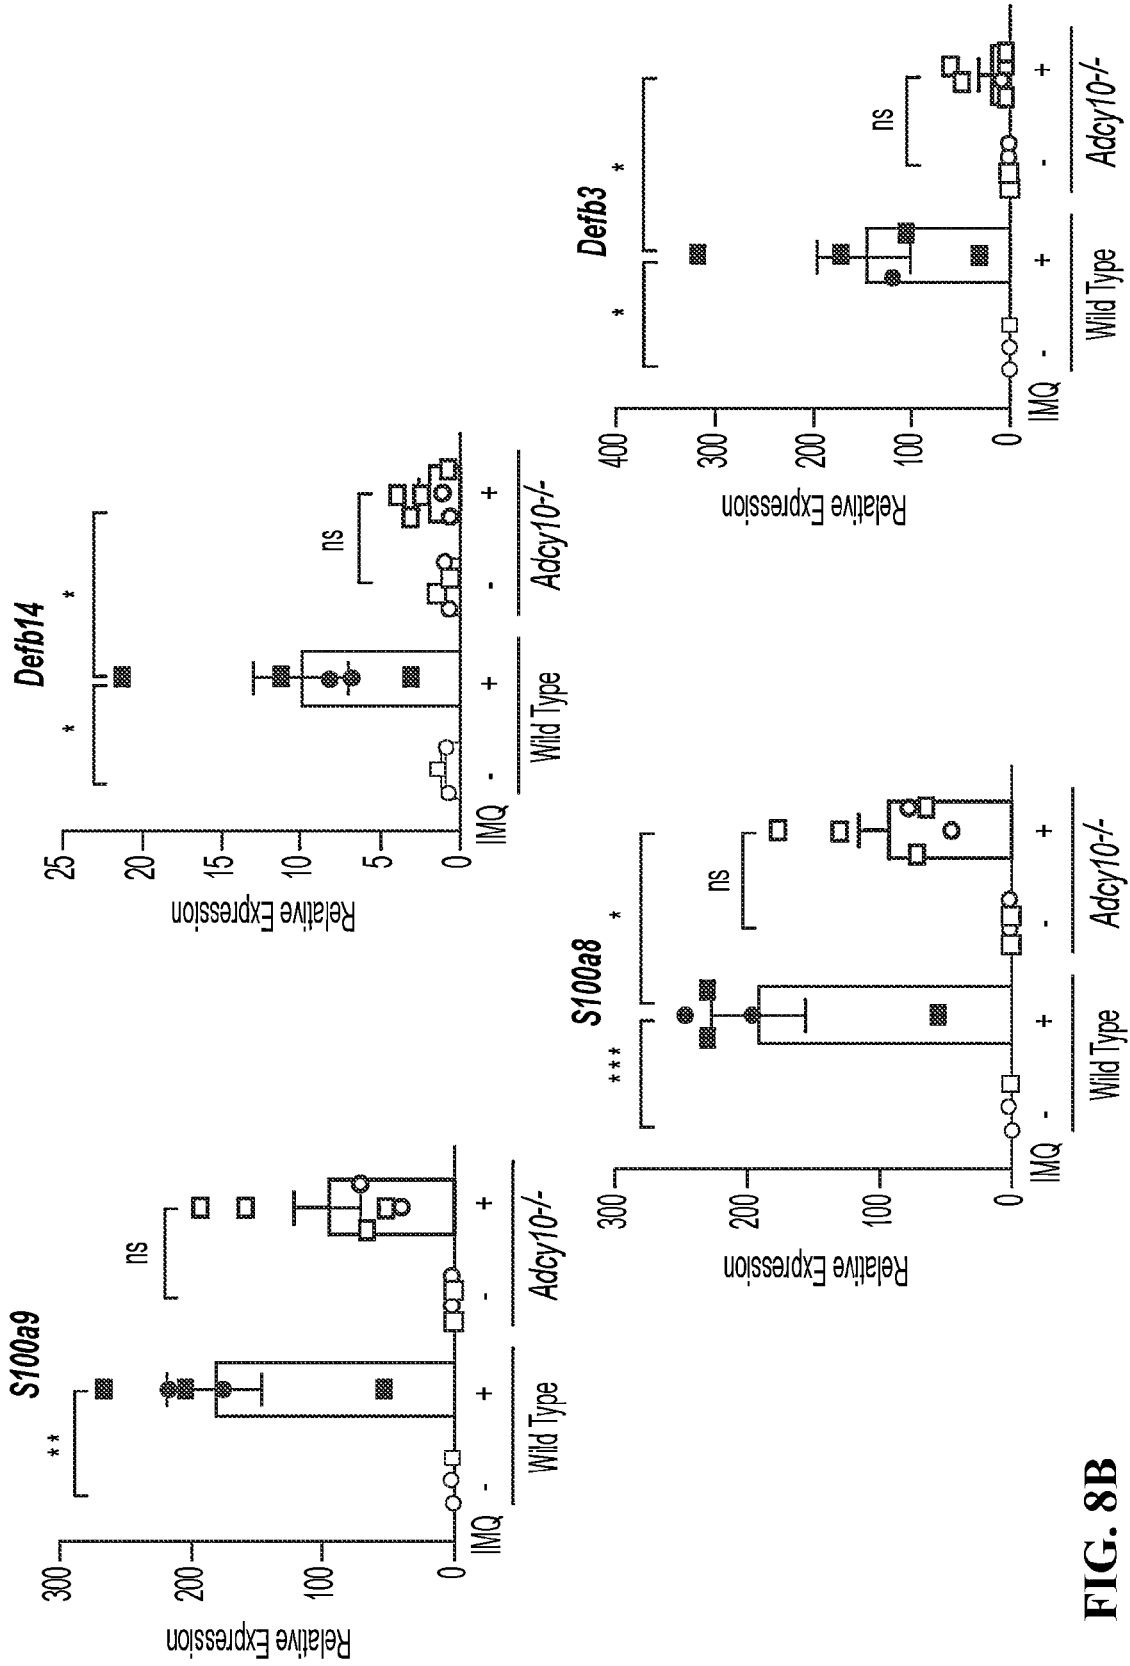 S100a9
Relative Expression
300
200
100
0
**
ns
IMQ
-
+
-
+
Wild Type
Adcy10-/-
Defb14
Relative Expression
25
20
15
10
5
0
*
*
ns
IMQ
-
+
-
+
Wild Type
Adcy10-/-
S100a8
Relative Expression
300
200
100
0
***
*
ns
IMQ
-
+
-
+
Wild Type
Adcy10-/-
Defb3
Relative Expression
400
300
200
100
0
*
*
ns
IMQ
-
+
-
+
Wild Type
Adcy10-/-
FIG. 8B